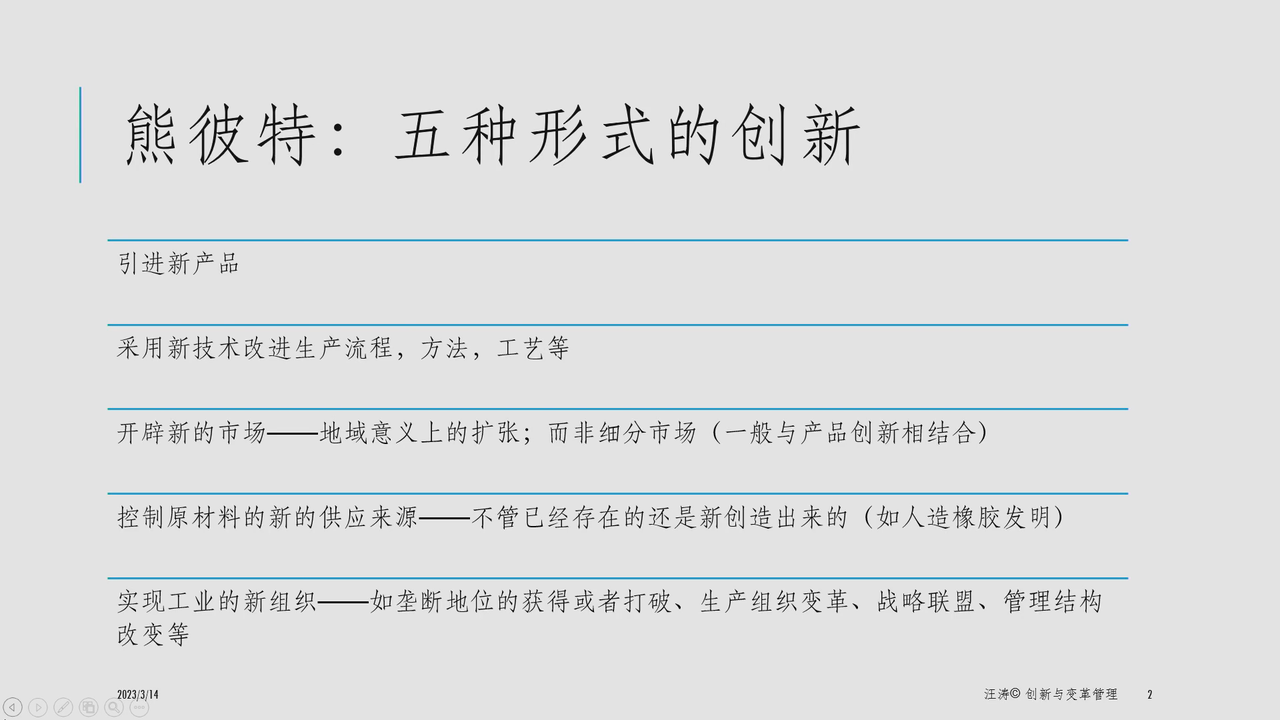 熊彼特：五种形式的创新
引进新产品
采用新技术改进生产流程，方法，工艺等
开辟新的市场——地域意义上的扩张；而非细分市场（一般与产品创新相结合）
控制原材料的新的供应来源——不管已经存在的还是新创造出来的（如人造橡胶发明）
实现工业的新组织——如垄断地位的获得或者打破、生产组织变革、战略联盟、管理结构
改变等
2023/3/14
汪涛© 创新与变革管理
2